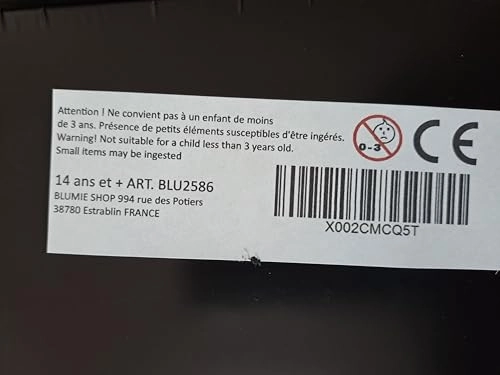 Attention ! Ne convient pas à un enfant de moins
de 3 ans. Présence de petits éléments susceptibles d'être ingérés.
Warning! Not suitable for a child less than 3 years old.
Small items may be ingested
0-3
CE
14 ans et + ART. BLU2586
BLUMIE SHOP 994 rue des Potiers
38780 Estrablin FRANCE
X002CMCQ5T